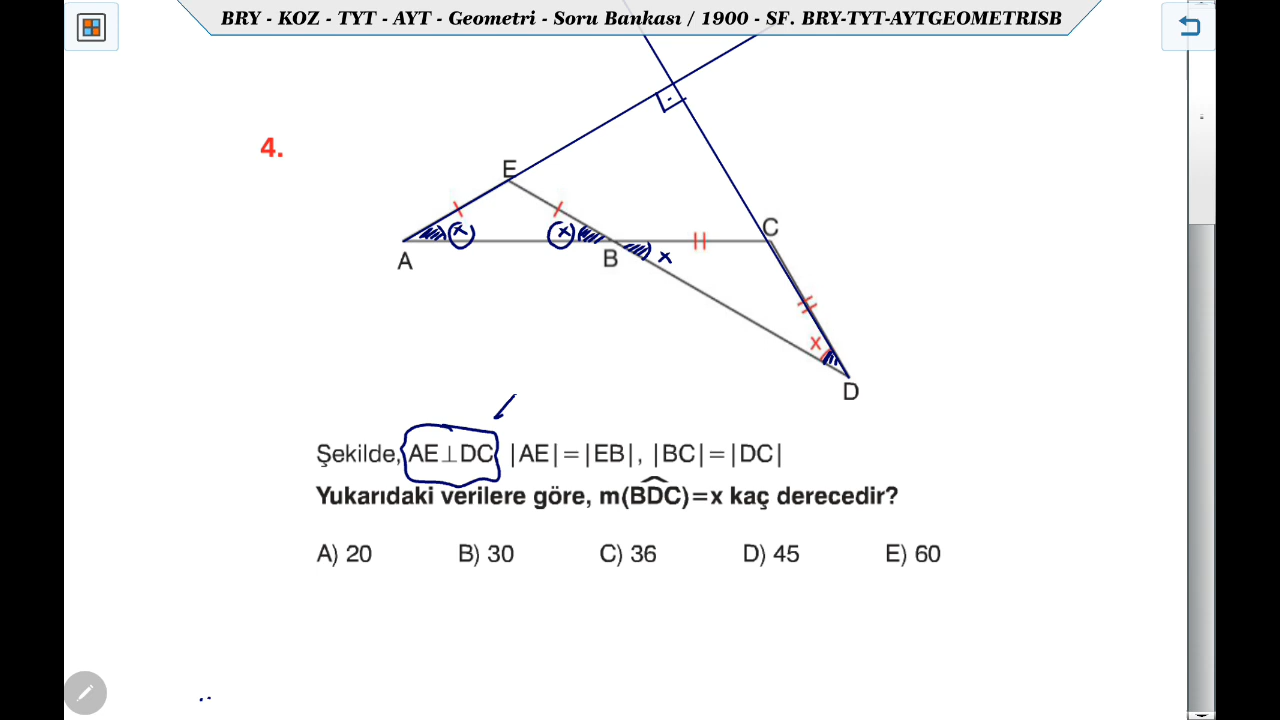 BRY - KOZ - TYT - AYT - Geometri - Soru Bankası / 1900 - SF. BRY-TYT-AYTGEOMETRISB
4.
E
x
x
C
A
B
x
x
D
Şekilde, AE⊥DC, |AE|=|EB|, |BC|=|DC|
Yukarıdaki verilere göre, m(BDC)=x kaç derecedir?
A) 20 B) 30 C) 36 D) 45 E) 60